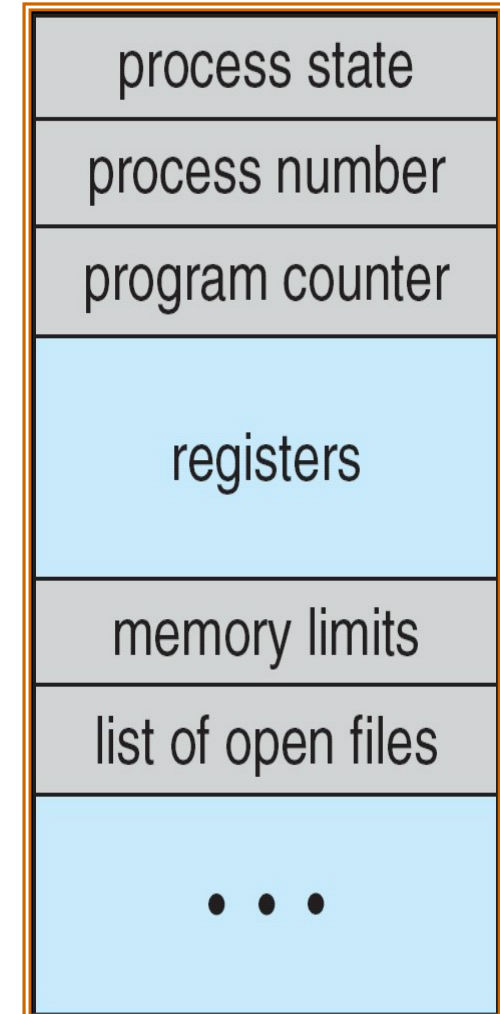 process state
process number
program counter
registers
memory limits
list of open files
• • •